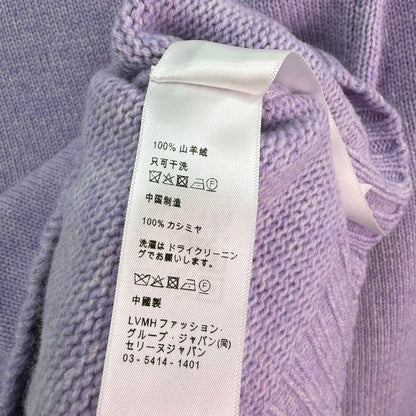 100% 山羊绒
只可干洗
中国制造
100% カシミヤ
洗濯は ドライクリーニン
グでお願いします
中國製
LVMH ファッション・
グループ・ジャパン(同)
セリーヌジャパン
03 - 5414 - 1401